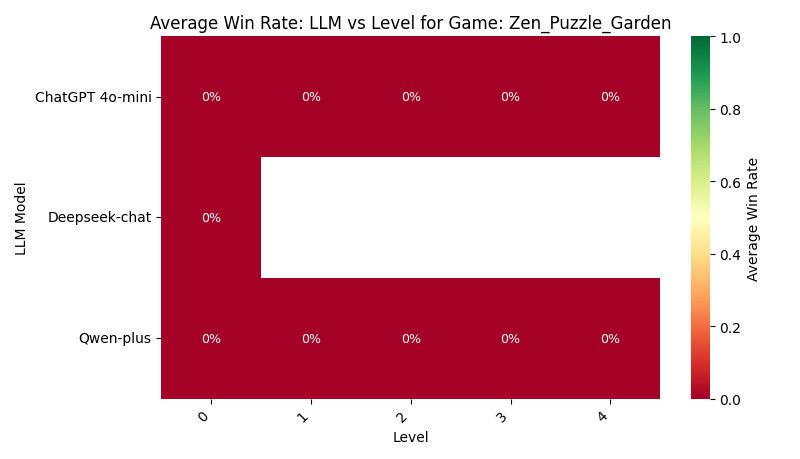 Average Win Rate: LLM vs Level for Game: Zen_Puzzle_Garden
LLM Model
ChatGPT 4o-mini
0% 0% 0% 0% 0%
Deepseek-chat
0%
Qwen-plus
0% 0% 0% 0% 0%
0 1 2 3 4
Level
1.0
0.8
0.6
0.4
0.2
0.0
Average Win Rate